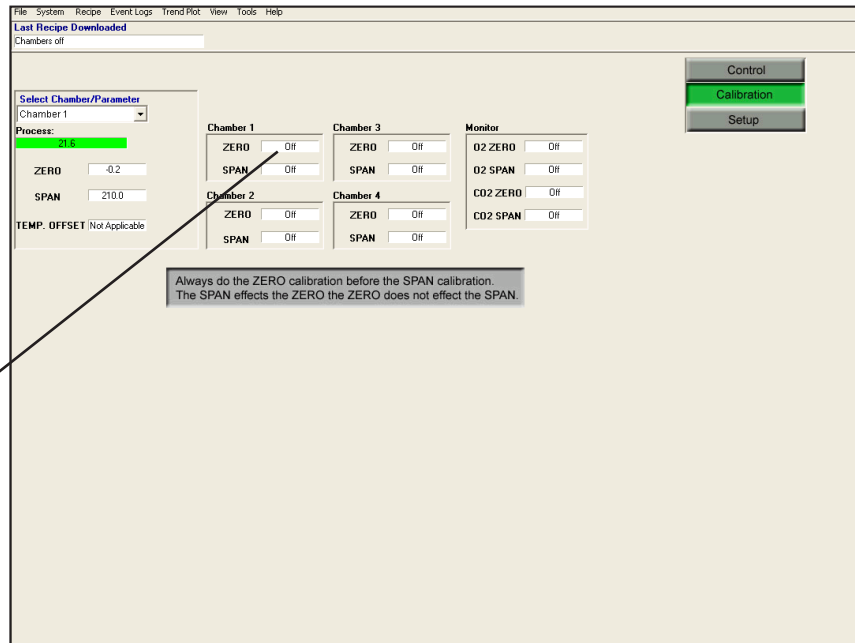 File System Recipe Event Logs Trend Plot View Tools Help
Last Recipe Downloaded
Chambers off
Control
Calibration
Setup
Select Chamber/Parameter
Chamber 1
Process:
21.6
ZERO -0.2
SPAN 210.0
TEMP. OFFSET Not Applicable
Chamber 1
ZERO Off
SPAN Off
Chamber 2
ZERO Off
SPAN Off
Chamber 3
ZERO Off
SPAN Off
Chamber 4
ZERO Off
SPAN Off
Monitor
O2 ZERO Off
O2 SPAN Off
CO2 ZERO Off
CO2 SPAN Off
Always do the ZERO calibration before the SPAN calibration.
The SPAN effects the ZERO the ZERO does not effect the SPAN.